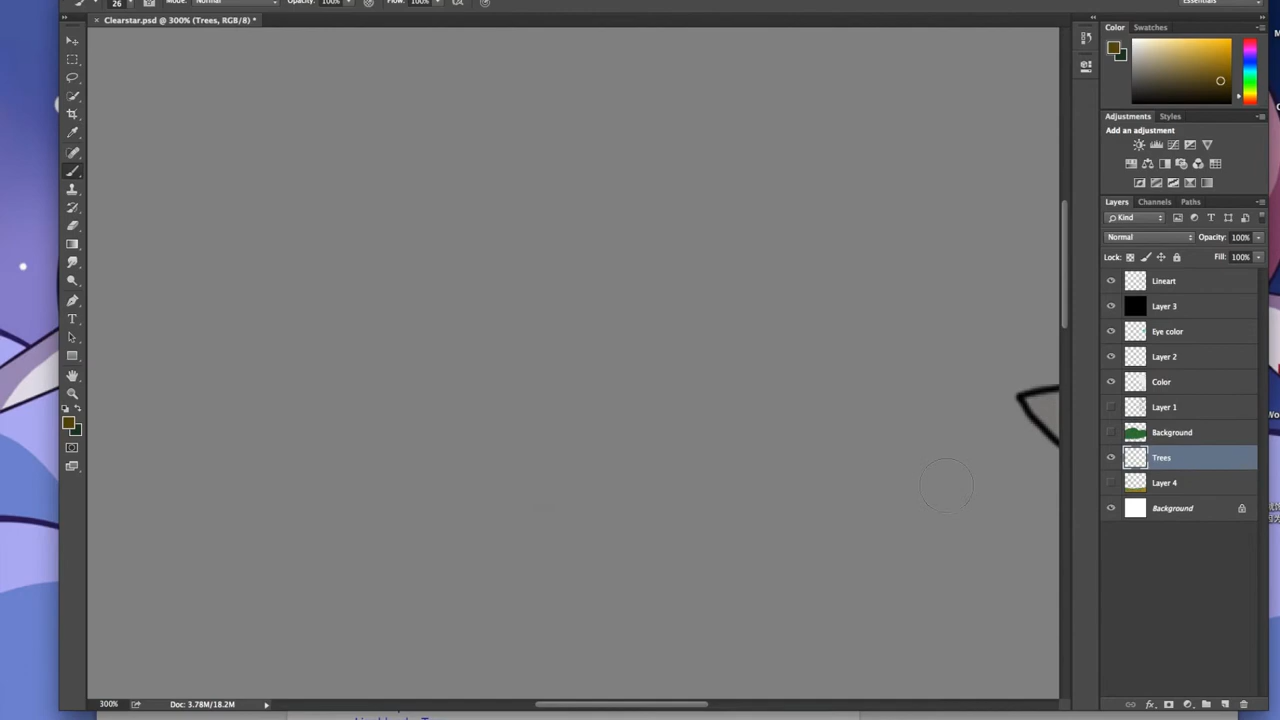 26 Mode: Normal Opacity: 100% Flow: 100% Essentials
× Clearstar.psd @ 300% (Trees, RGB/8) *
Color Swatches
Adjustments Styles
Add an adjustment
Layers Channels Paths
Kind
Normal Opacity: 100%
Lock: Fill: 100%
Lineart
Layer 3
Eye color
Layer 2
Color
Layer 1
Background
Trees
Layer 4
Background
300% Doc: 3.78M/18.2M